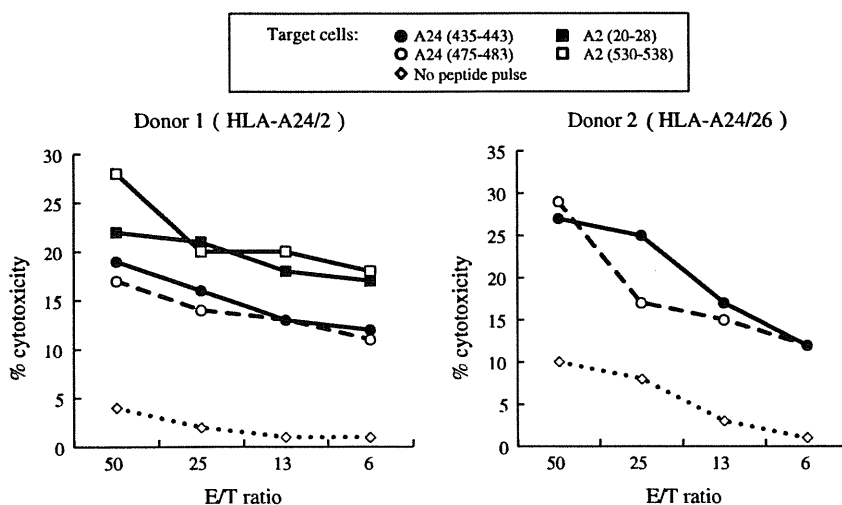 Target cells: A24 (435-443) A2 (20-28)
A24 (475-483) A2 (530-538)
No peptide pulse
Donor 1 ( HLA-A24/2 )
% cytotoxicity
30
25
20
15
10
5
0
50 25 13 6
E/T ratio
Donor 2 ( HLA-A24/26 )
% cytotoxicity
35
30
25
20
15
10
5
0
50 25 13 6
E/T ratio